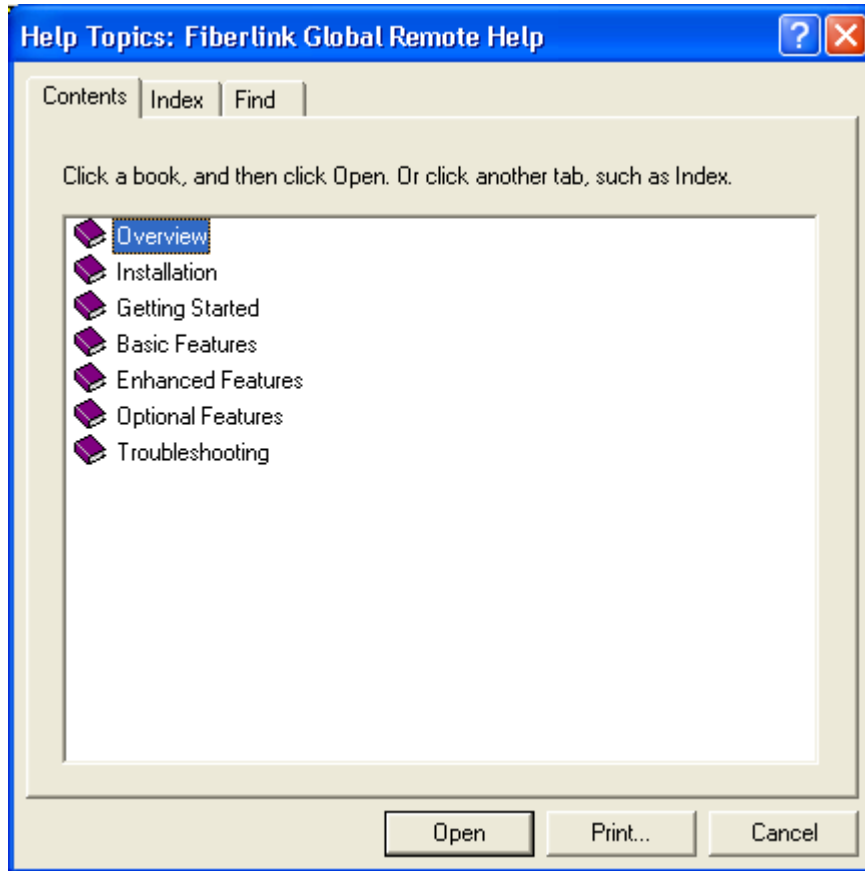 Help Topics: Fiberlink Global Remote Help
Contents Index Find
Click a book, and then click Open. Or click another tab, such as Index.
Overview
Installation
Getting Started
Basic Features
Enhanced Features
Optional Features
Troubleshooting
Open Print... Cancel